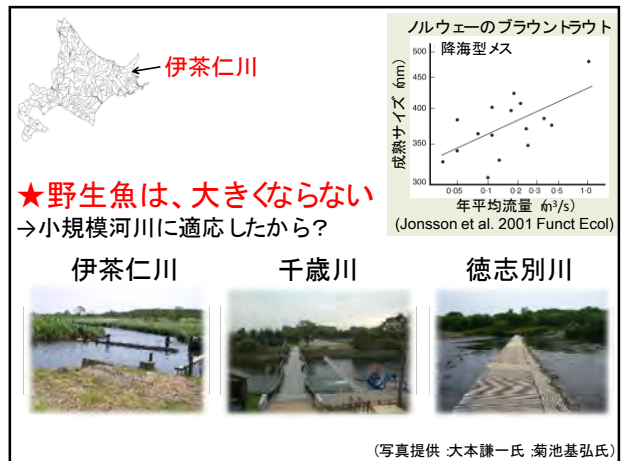 伊茶仁川
ノルウェーのブラウントラウト
降海型メス
成熟サイズ (mm)
500
450
400
350
300
0·05
0·1
0·2
0·3
0·5
1·0
年平均流量 (m³/s)
(Jonsson et al. 2001 Funct Ecol)
★野生魚は、大きくならない
→小規模河川に適応したから?
伊茶仁川
千歳川
徳志別川
(写真提供:大本謙一氏;菊池基弘氏)